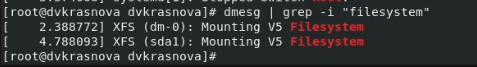 [root@dvkrasnova dvkrasnova]# dmesg | grep -i "filesystem"
[    2.388772] XFS (dm-0): Mounting V5 Filesystem
[    4.788093] XFS (sda1): Mounting V5 Filesystem
[root@dvkrasnova dvkrasnova]#